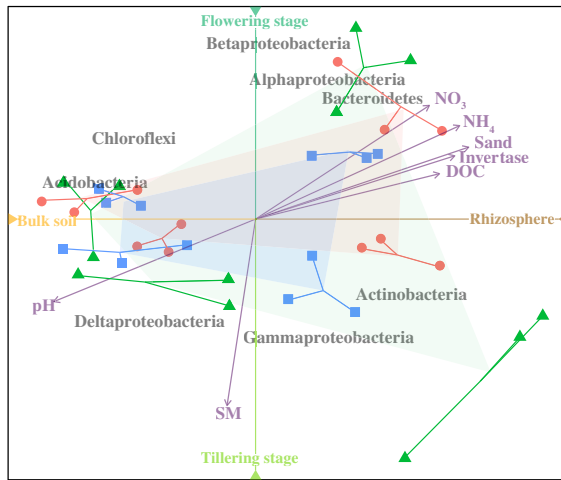 Flowering stage
Betaproteobacteria
Alphaproteobacteria
Bacteroidetes
NO3
NH4
Chloroflexi
Sand
Invertase
DOC
Acidobacteria
Bulk soil
Rhizosphere
Actinobacteria
pH
Deltaproteobacteria
Gammaproteobacteria
SM
Tillering stage